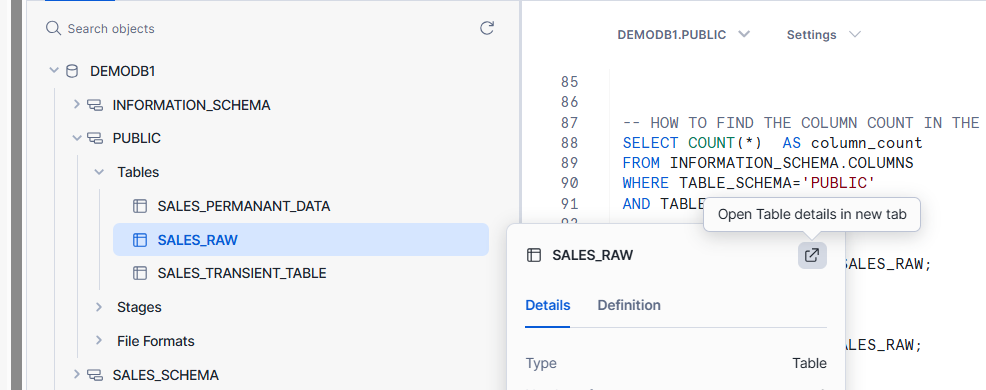 Search objects
DEMODB1
INFORMATION_SCHEMA
PUBLIC
Tables
SALES_PERMANANT_DATA
SALES_RAW
SALES_TRANSIENT_TABLE
Stages
File Formats
SALES_SCHEMA
DEMODB1.PUBLIC Settings
85
86
87 -- HOW TO FIND THE COLUMN COUNT IN THE
88 SELECT COUNT(*) AS column_count
89 FROM INFORMATION_SCHEMA.COLUMNS
90 WHERE TABLE_SCHEMA='PUBLIC'
91 AND TABLE
Open Table details in new tab
SALES_RAW
SALES_RAW;
Details Definition
ALES_RAW;
Type Table